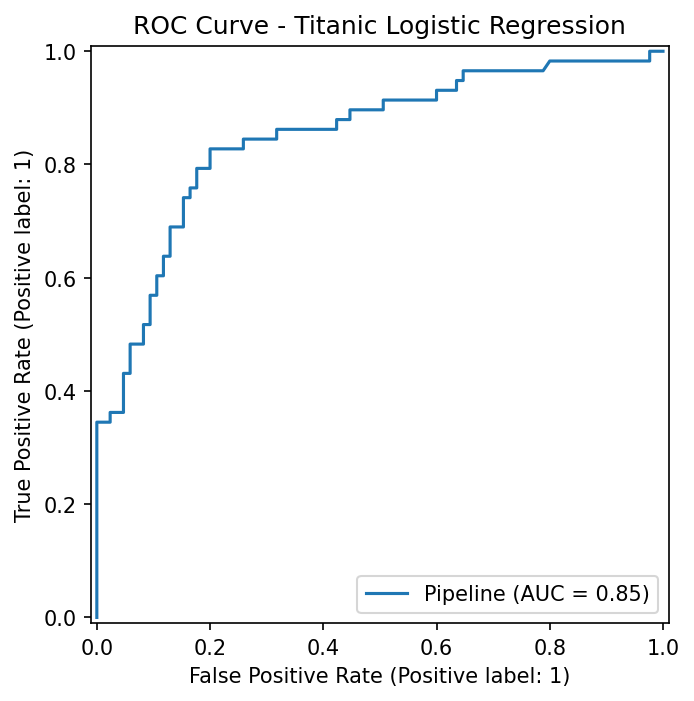 ROC Curve - Titanic Logistic Regression
True Positive Rate (Positive label: 1)
1.0
0.8
0.6
0.4
0.2
0.0
Pipeline (AUC = 0.85)
0.0 0.2 0.4 0.6 0.8 1.0
False Positive Rate (Positive label: 1)